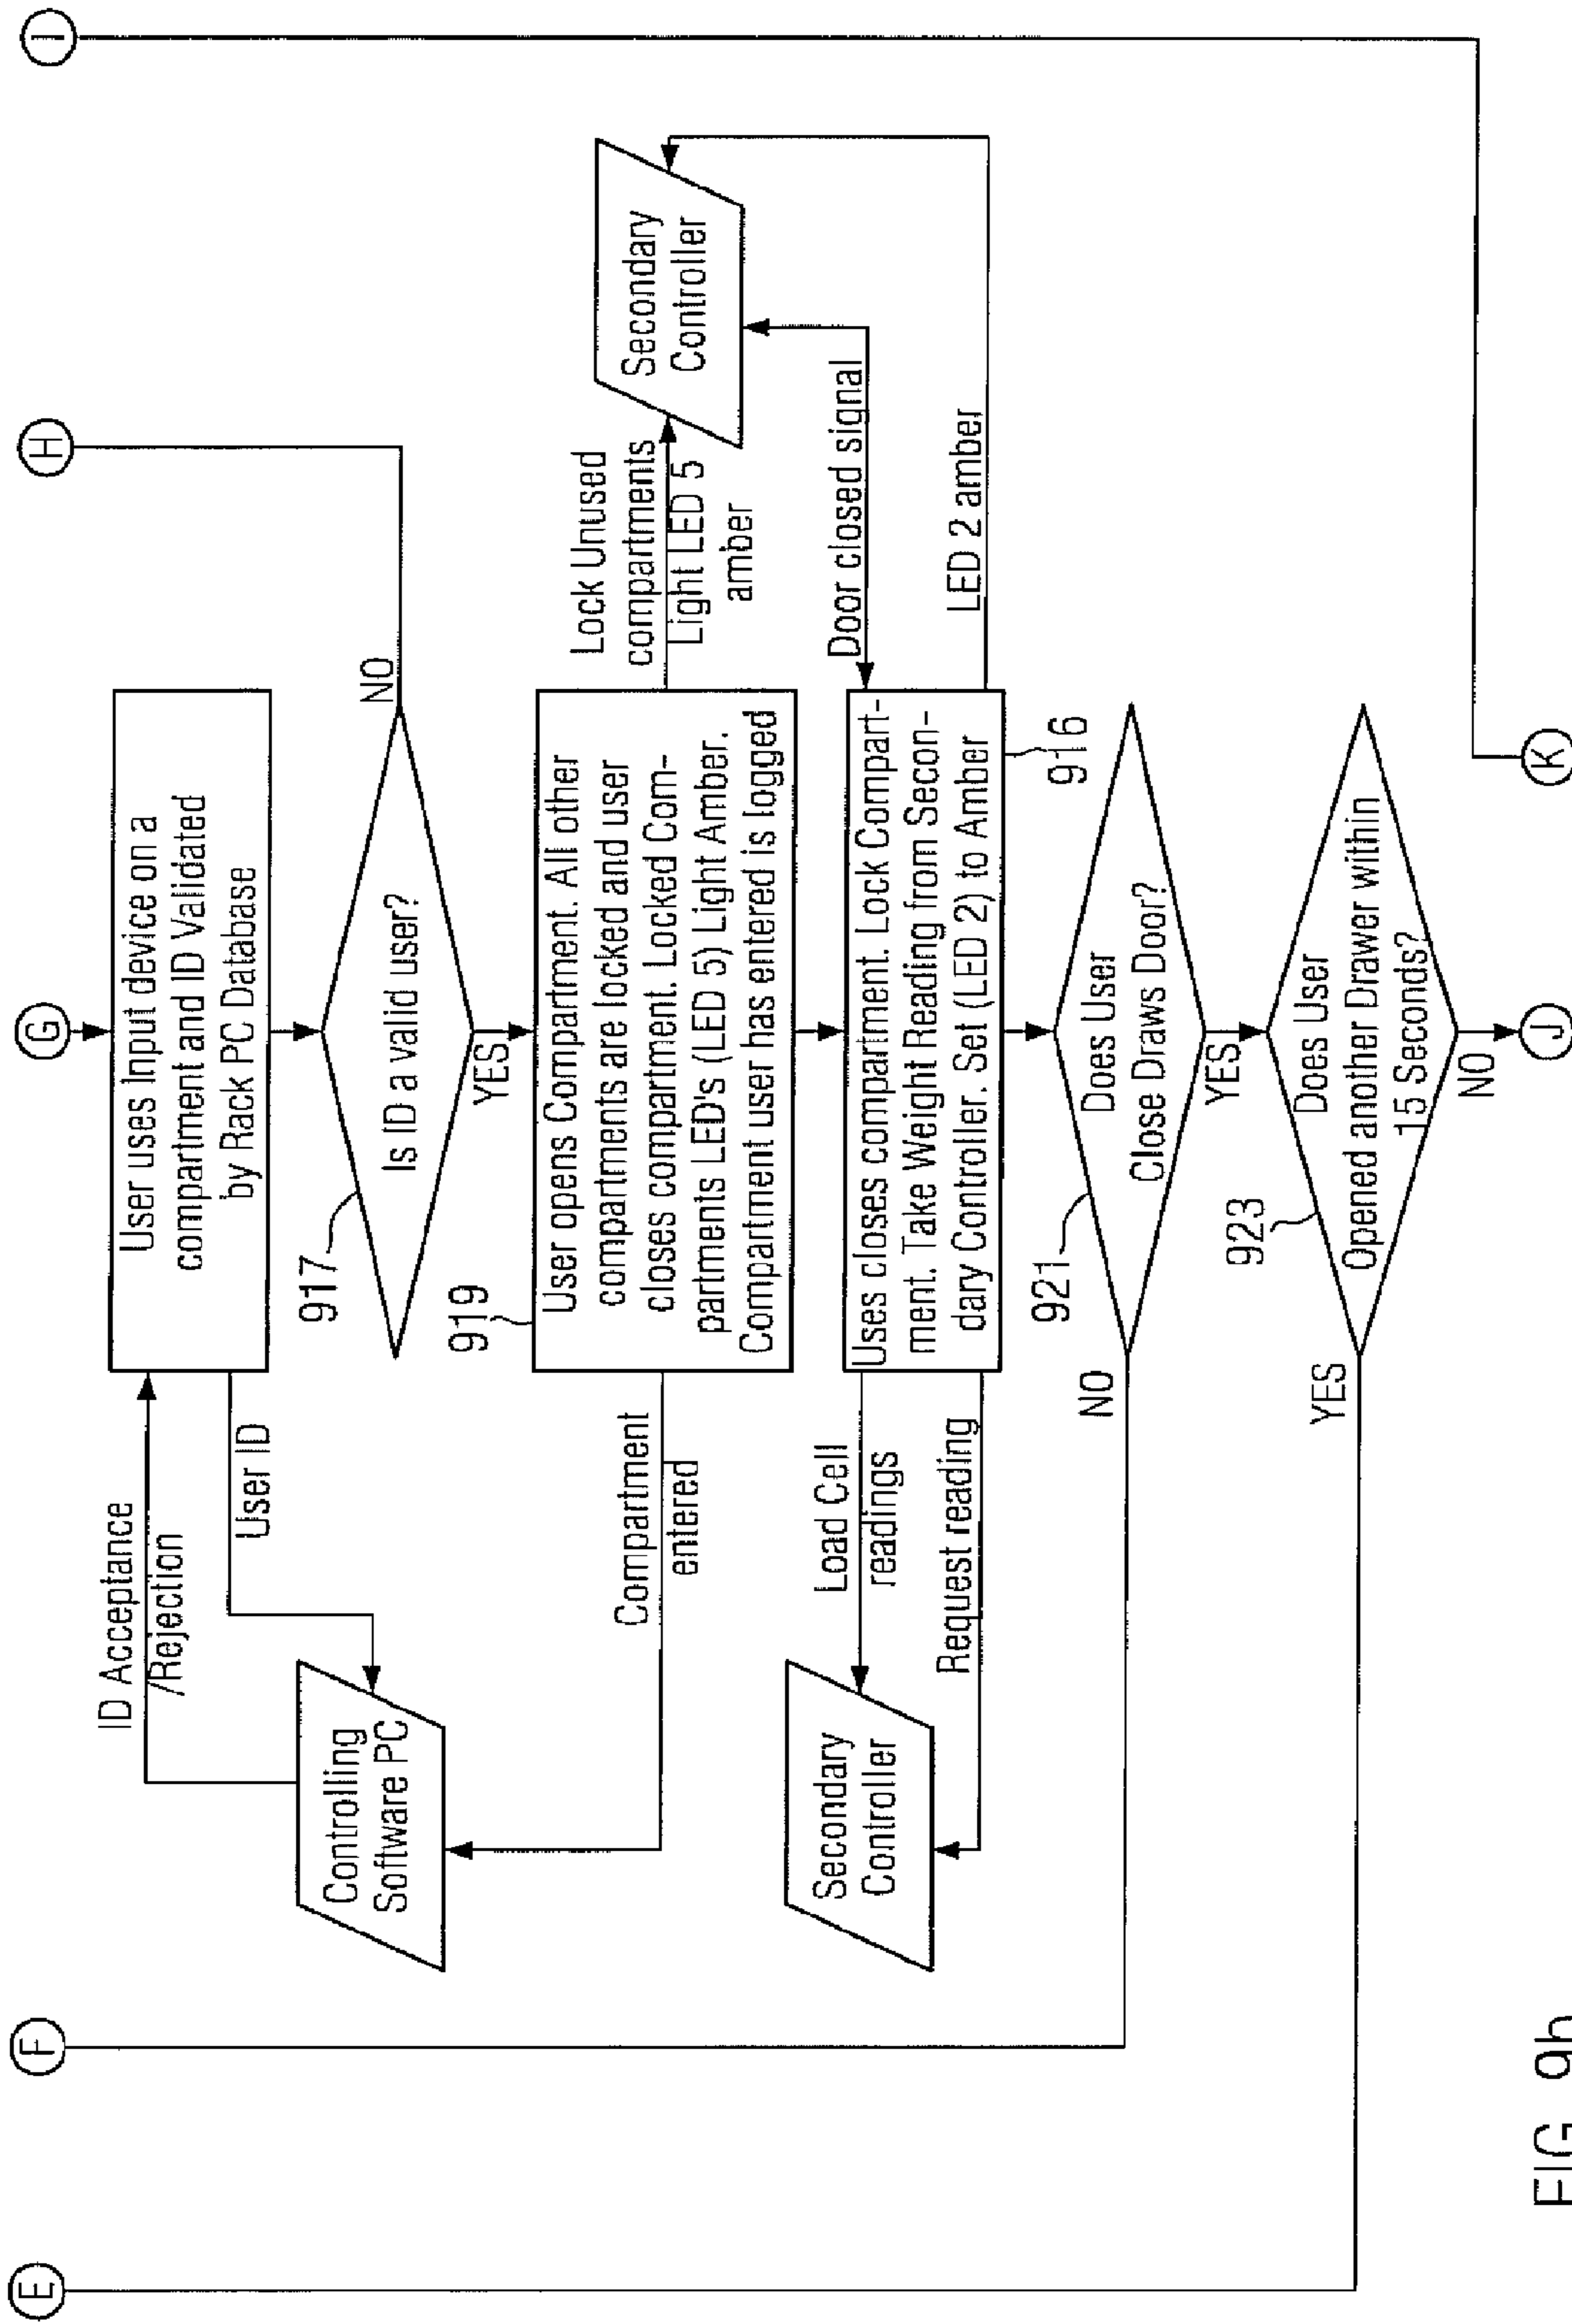 E
F
G
H
I
User uses Input device on a
compartment and ID Validated
by Rack PC Database
ID Acceptance
/Rejection
User ID
Controlling
Software PC
917
Is ID a valid user?
NO
YES
919
User opens Compartment. All other
compartments are locked and user
closes compartment. Locked Com-
partments LED's (LED 5) Light Amber.
Compartment user has entered is logged
Compartment
entered
Lock Unused
compartments
Light LED 5
amber
Secondary
Controller
Door closed signal
LED 2 amber
Uses closes compartment. Lock Compart-
ment. Take Weight Reading from Secon-
dary Controller. Set (LED 2) to Amber
916
Load Cell
readings
Request reading
Secondary
Controller
921
Does User
Close Draws Door?
NO
YES
923
Does User
Opened another Drawer within
15 Seconds?
YES
NO
J
K
FIG. 9b